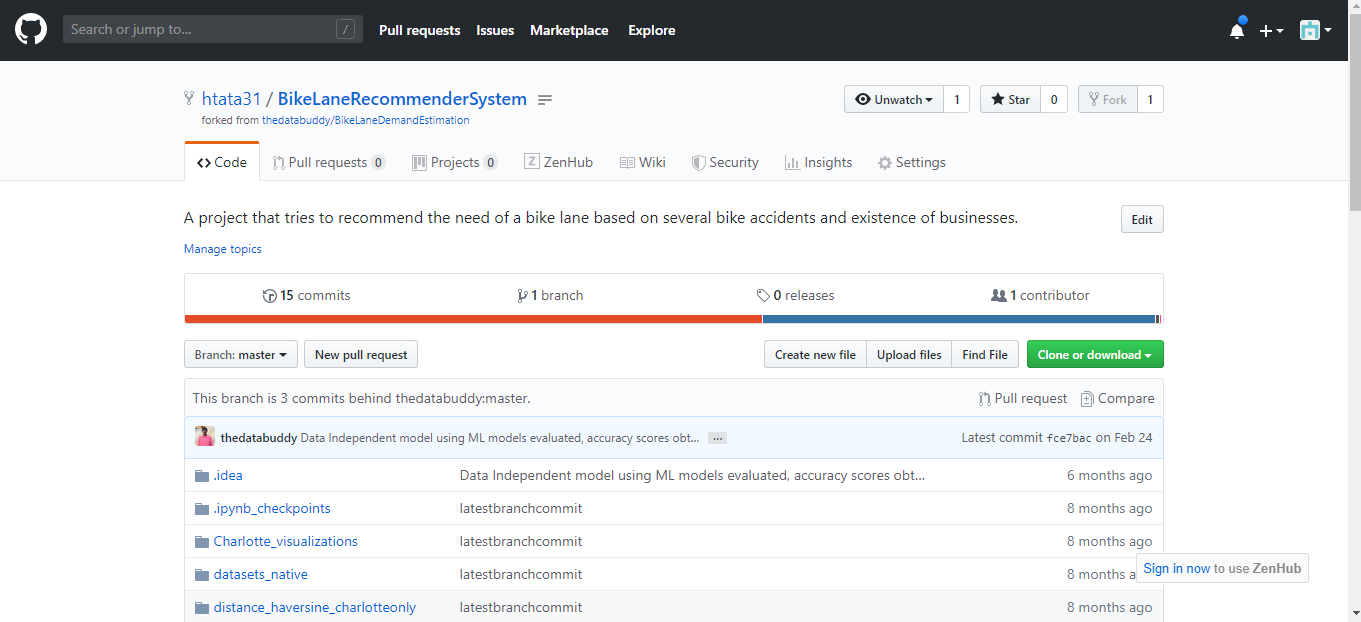 Search or jump to... /
Pull requests Issues Marketplace Explore
htata31 / BikeLaneRecommenderSystem
forked from thedatabuddy/BikeLaneDemandEstimation
Unwatch 1 Star 0 Fork 1
Code Pull requests 0 Projects 0 Z ZenHub Wiki Security Insights Settings
A project that tries to recommend the need of a bike lane based on several bike accidents and existence of businesses.
Edit
Manage topics
15 commits 1 branch 0 releases 1 contributor
Branch: master New pull request Create new file Upload files Find File Clone or download
This branch is 3 commits behind thedatabuddy:master. Pull request Compare
thedatabuddy Data Independent model using ML models evaluated, accuracy scores obt... ... Latest commit fce7bac on Feb 24
.idea Data Independent model using ML models evaluated, accuracy scores obt... 6 months ago
.ipynb_checkpoints latestbranchcommit 8 months ago
Charlotte_visualizations latestbranchcommit 8 months ago
datasets_native latestbranchcommit 8 months a
Sign in now to use ZenHub
distance_haversine_charlotteonly latestbranchcommit 8 months ago